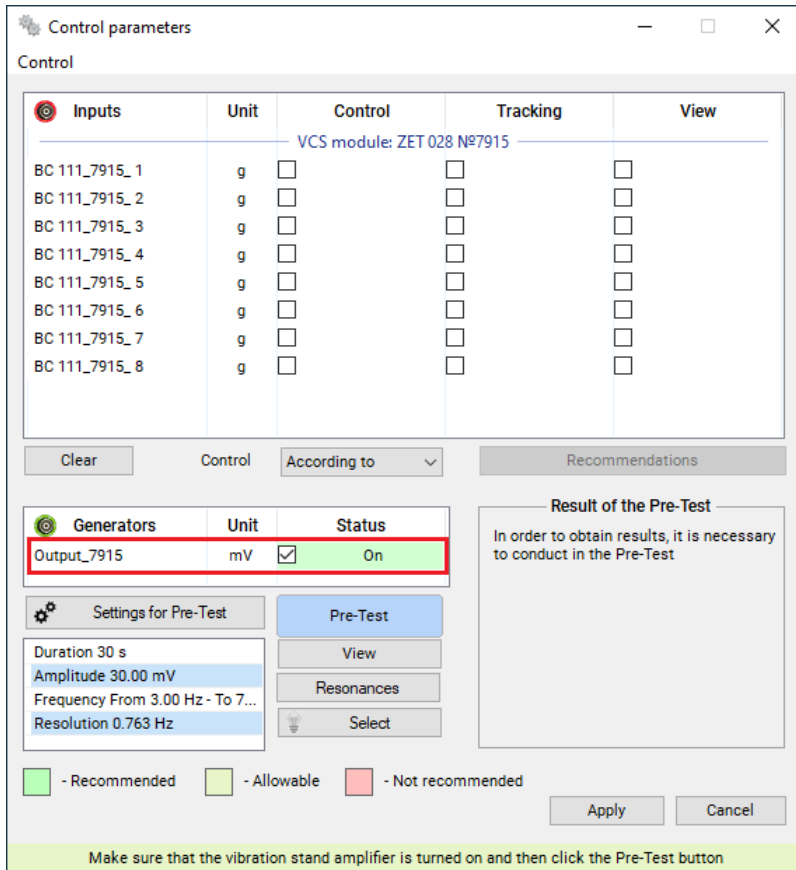 Control parameters
Control
Inputs Unit Control Tracking View
VCS module: ZET 028 №7915
BC 111_7915_ 1 g
BC 111_7915_ 2 g
BC 111_7915_ 3 g
BC 111_7915_ 4 g
BC 111_7915_ 5 g
BC 111_7915_ 6 g
BC 111_7915_ 7 g
BC 111_7915_ 8 g
Clear Control According to Recommendations
Generators Unit Status
Output_7915 mV On
Result of the Pre-Test
In order to obtain results, it is necessary
to conduct in the Pre-Test
Settings for Pre-Test Pre-Test
Duration 30 s
Amplitude 30.00 mV
Frequency From 3.00 Hz - To 7...
Resolution 0.763 Hz
View
Resonances
Select
- Recommended - Allowable - Not recommended
Apply Cancel
Make sure that the vibration stand amplifier is turned on and then click the Pre-Test button